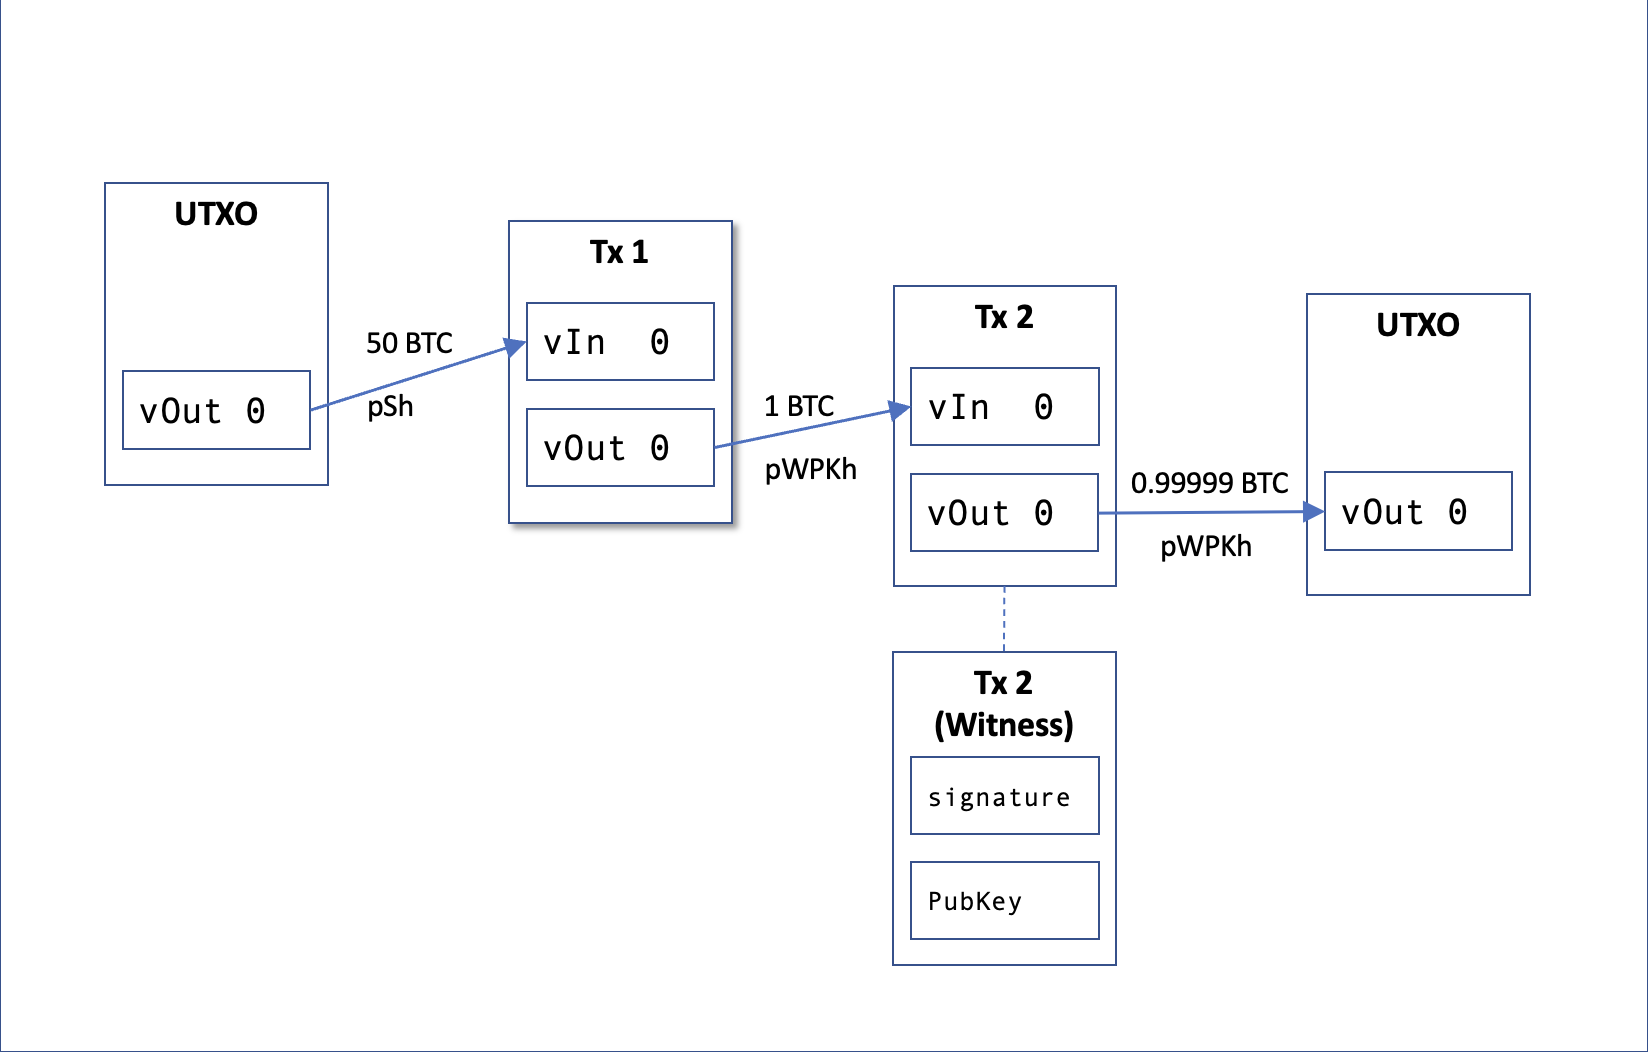 UTXO
vOut 0
50 BTC
pSh
Tx 1
vIn 0
vOut 0
1 BTC
pWPKh
Tx 2
vIn 0
vOut 0
0.99999 BTC
pWPKh
UTXO
vOut 0
Tx 2
(Witness)
signature
PubKey